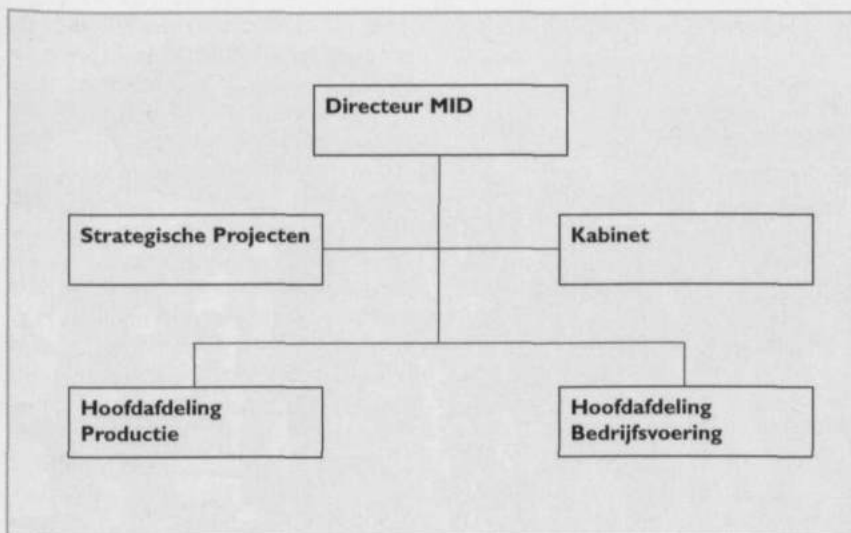 Directeur MID
Strategische Projecten
Kabinet
Hoofdafdeling
Productie
Hoofdafdeling
Bedrijfsvoering